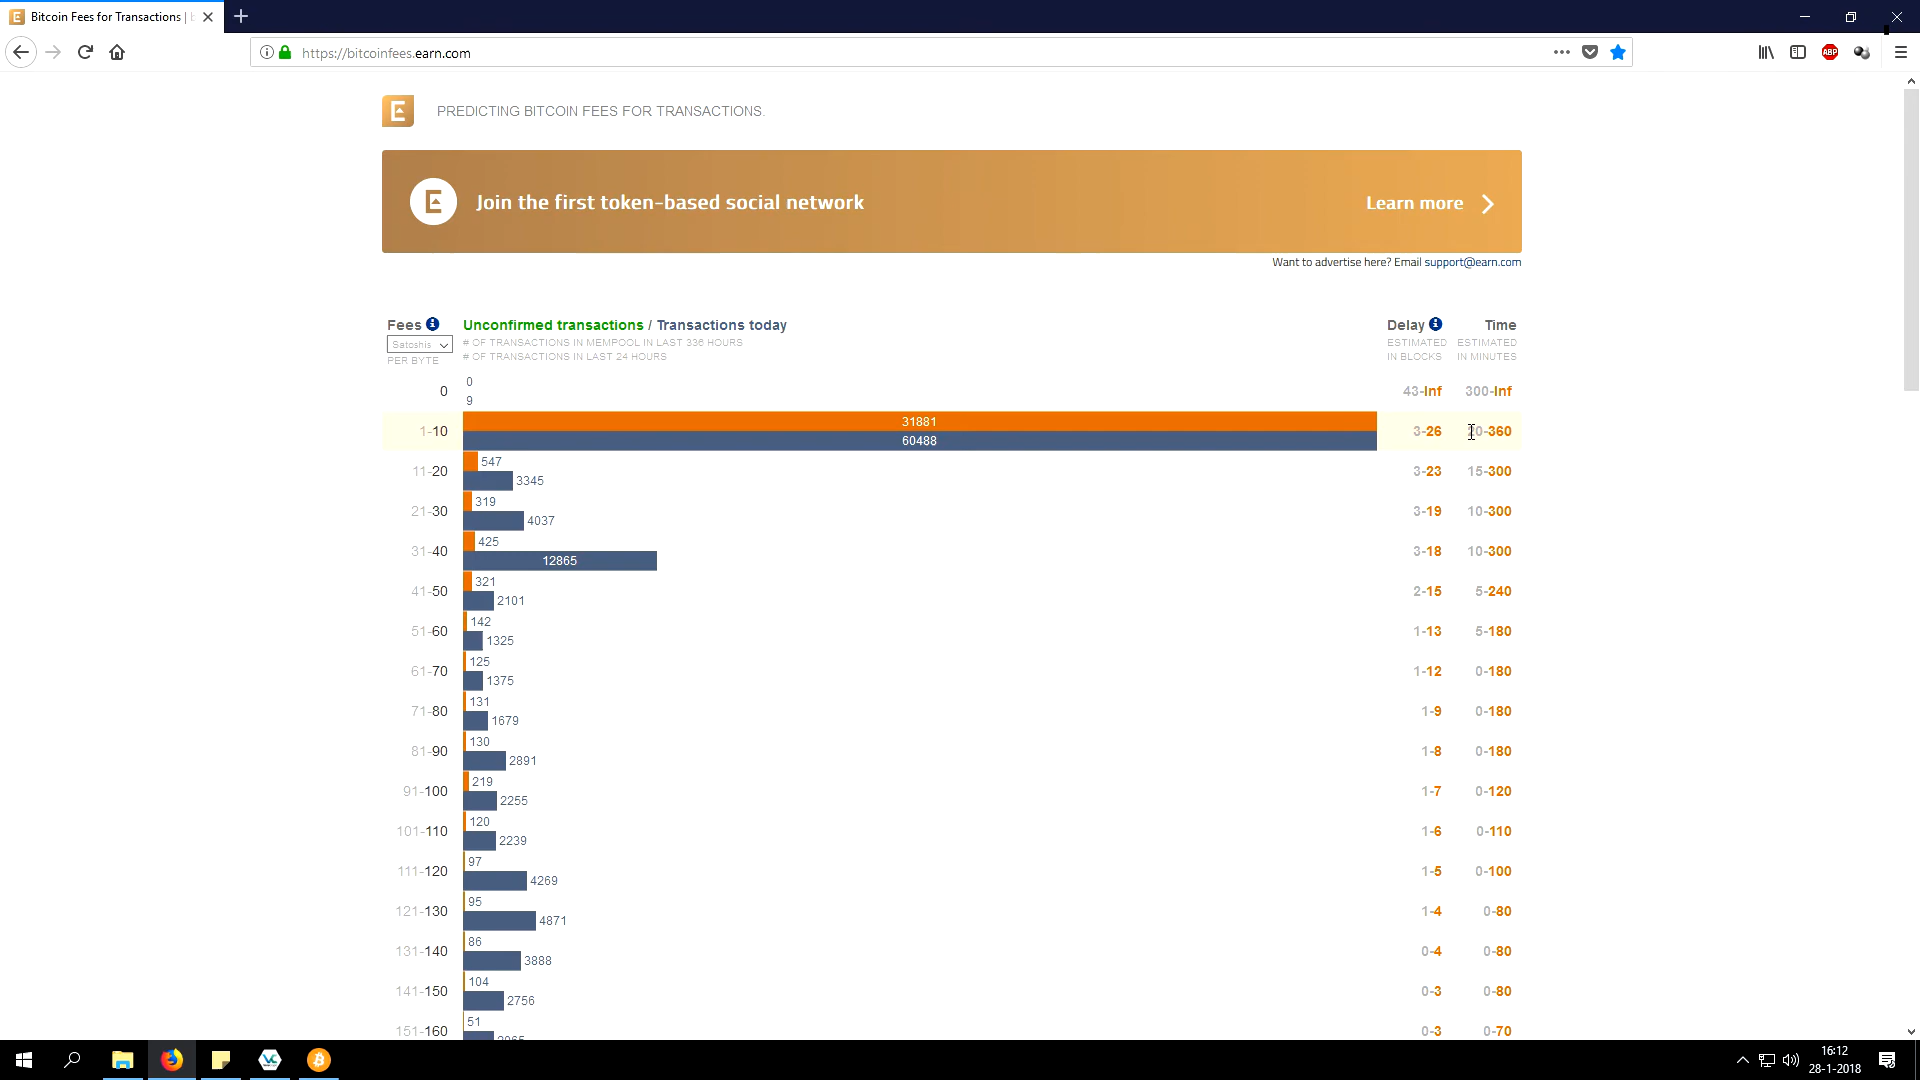 Bitcoin Fees for Transactions |
https://bitcoinfees.earn.com
ABP
E PREDICTING BITCOIN FEES FOR TRANSACTIONS.
E Join the first token-based social network Learn more
Want to advertise here? Email support@earn.com
Fees Unconfirmed transactions / Transactions today Delay Time
Satoshis # OF TRANSACTIONS IN MEMPOOL IN LAST 336 HOURS ESTIMATED ESTIMATED
PER BYTE # OF TRANSACTIONS IN LAST 24 HOURS IN BLOCKS IN MINUTES
0 0 43-Inf 300-Inf
9
1-10 31881 3-26 20-360
60488
11-20 547 3-23 15-300
3345
21-30 319 3-19 10-300
4037
31-40 425 3-18 10-300
12865
41-50 321 2-15 5-240
2101
51-60 142 1-13 5-180
1325
61-70 125 1-12 0-180
1375
71-80 131 1-9 0-180
1679
81-90 130 1-8 0-180
2891
91-100 219 1-7 0-120
2255
101-110 120 1-6 0-110
2239
111-120 97 1-5 0-100
4269
121-130 95 1-4 0-80
4871
131-140 86 0-4 0-80
3888
141-150 104 0-3 0-80
2756
151-160 51 0-3 0-70
16:12
28-1-2018